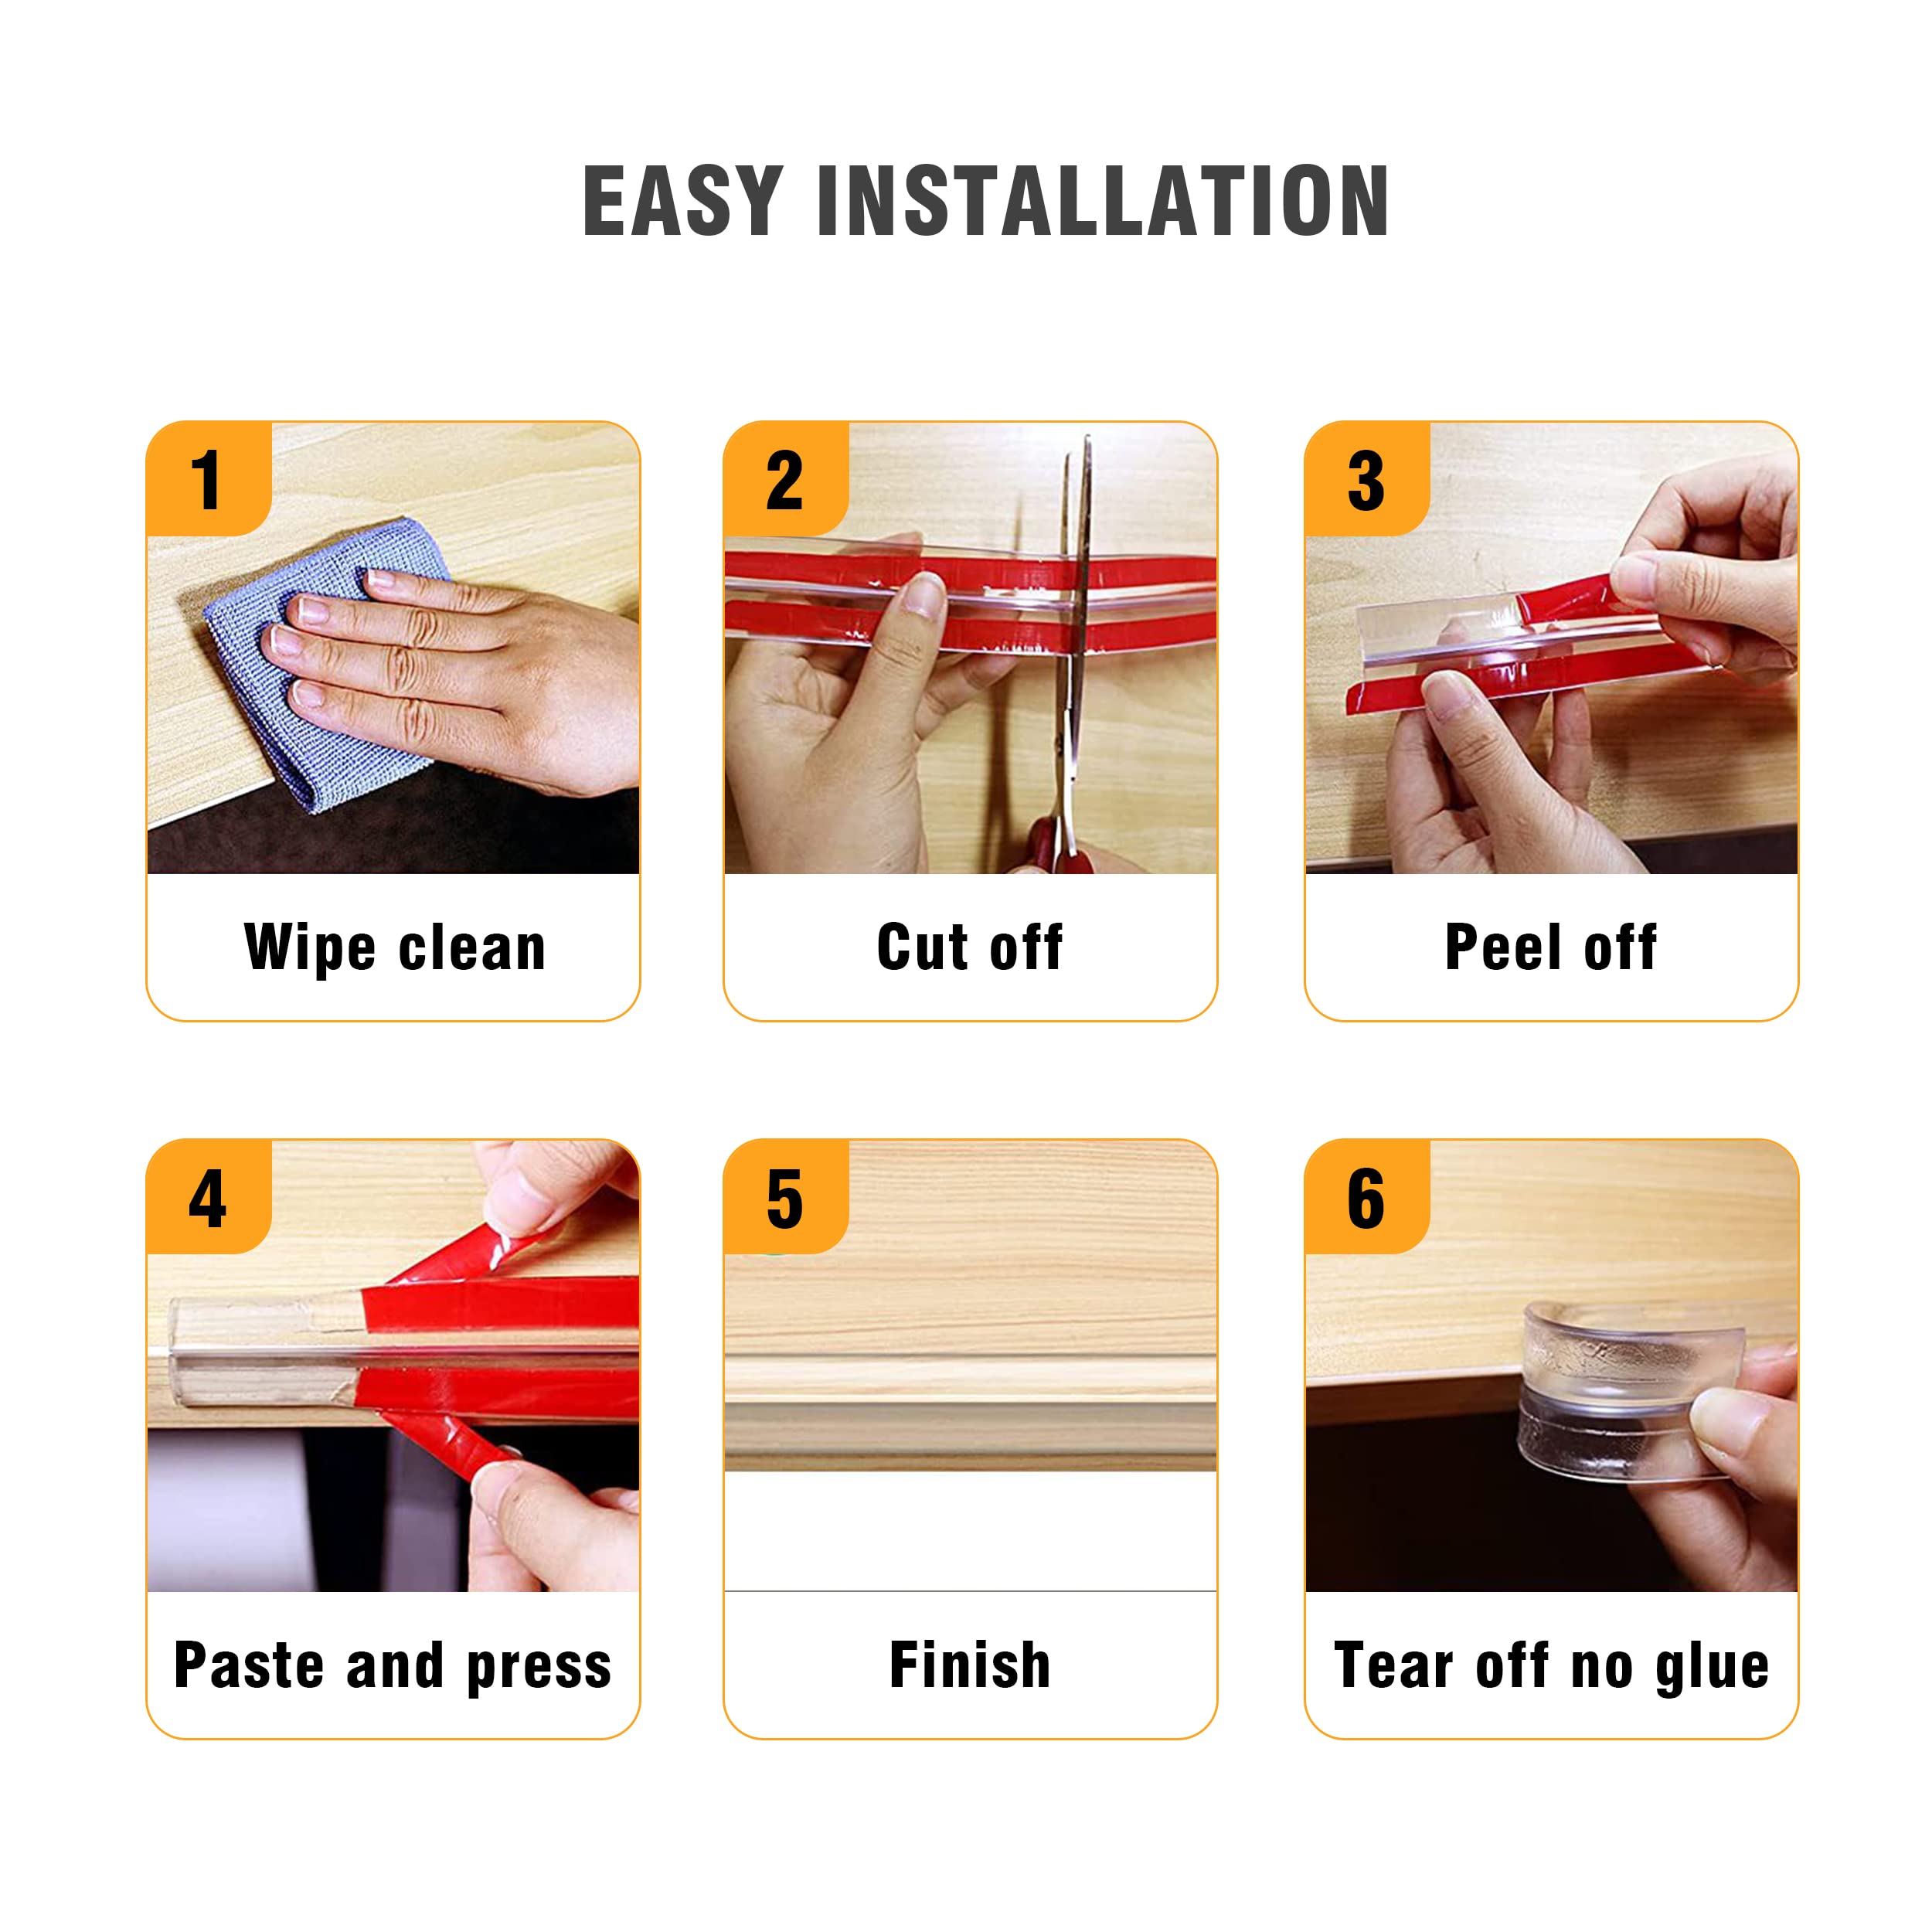 EASY INSTALLATION
1
2
3
Wipe clean
Cut off
Peel off
4
5
6
Paste and press
Finish
Tear off no glue